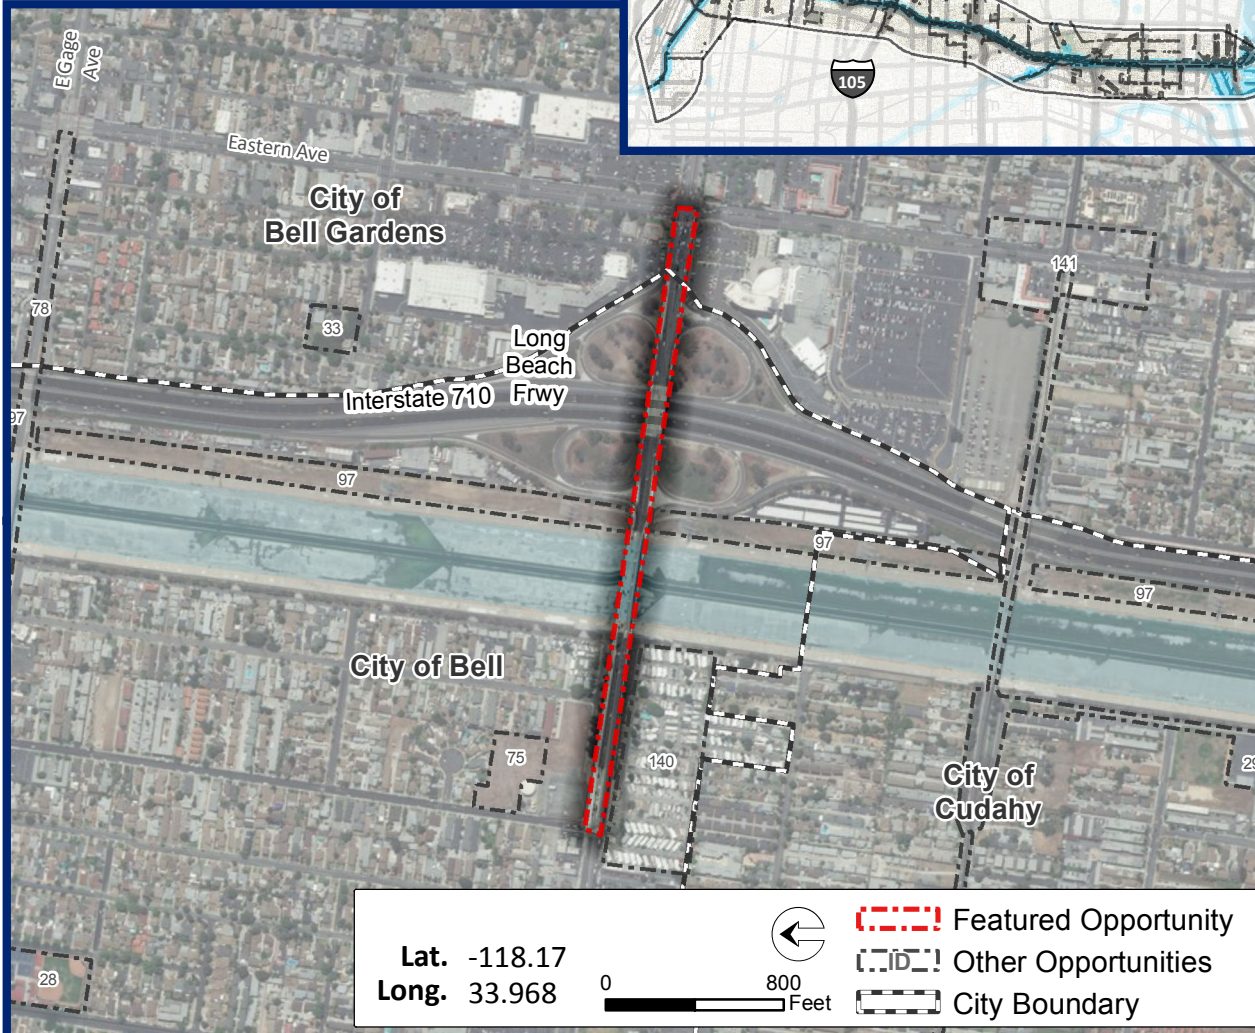 105
E Gage
Ave
Eastern Ave
City of
Bell Gardens
141
78
33
Long
Beach
Frwy
Interstate 710
97
97
97
97
City of Bell
75
140
City of
Cudahy
29
28
Lat. -118.17
Long. 33.968
0 800
Feet
Featured Opportunity
ID
Other Opportunities
City Boundary